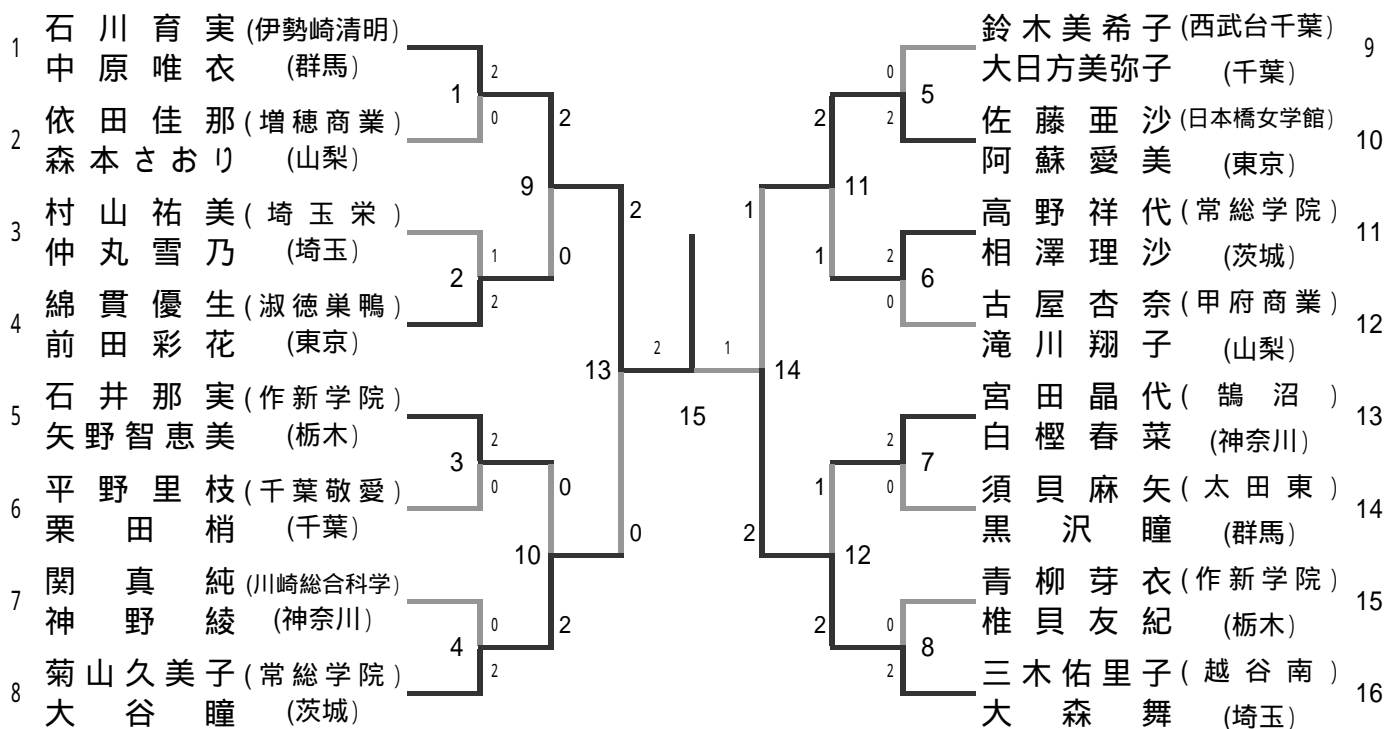 1 石川育実 (伊勢崎清明)
中原唯衣 (群馬)
2 依田佳那 (増穂商業)
森本さおり (山梨)
3 村山祐美 (埼玉栄)
仲丸雪乃 (埼玉)
4 綿貫優生 (淑徳巣鴨)
前田彩花 (東京)
5 石井那実 (作新学院)
矢野智恵美 (栃木)
6 平野里枝 (千葉敬愛)
栗田梢 (千葉)
7 関真純 (川崎総合科学)
神野綾 (神奈川)
8 菊山久美子 (常総学院)
大谷瞳 (茨城)
1
2
0
2
1
2
3
2
0
4
0
2
9
2
0
10
0
2
13
2
0
15
2
1
14
1
2
11
2
1
12
1
2
5
0
2
6
2
0
7
2
0
8
0
2
鈴木美希子 (西武台千葉) 9
大日方美弥子 (千葉)
佐藤亜沙 (日本橋女学館) 10
阿蘇愛美 (東京)
高野祥代 (常総学院) 11
相澤理沙 (茨城)
古屋杏奈 (甲府商業) 12
滝川翔子 (山梨)
宮田晶代 (鵠沼) 13
白樫春菜 (神奈川)
須貝麻矢 (太田東) 14
黒沢瞳 (群馬)
青柳芽衣 (作新学院) 15
椎貝友紀 (栃木)
三木佑里子 (越谷南) 16
大森舞 (埼玉)